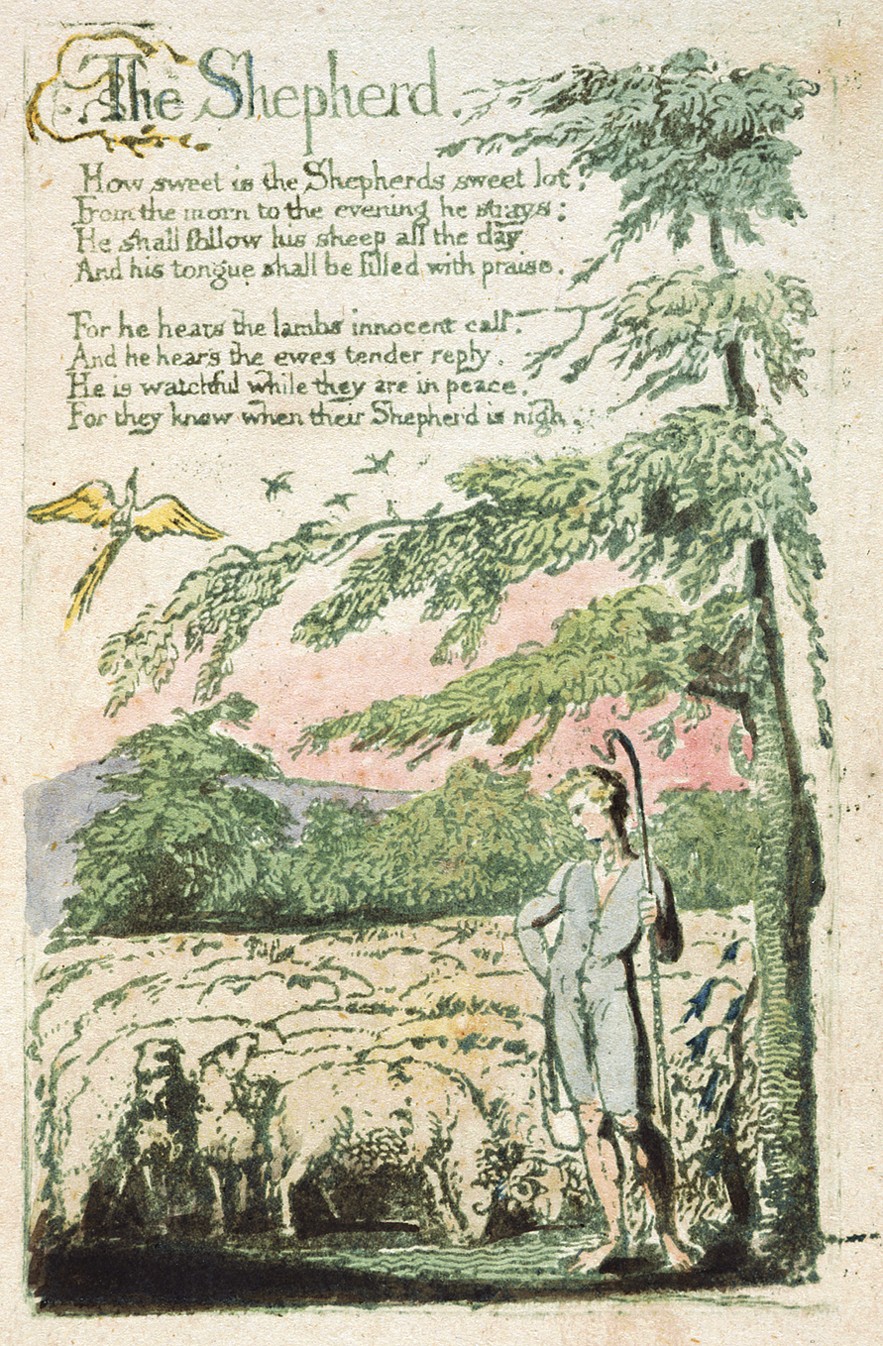 The Shepherd.
How sweet is the Shepherds sweet lot,
From the morn to the evening he strays:
He shall follow his sheep all the day
And his tongue shall be filled with praise.
For he hears the lambs innocent call,
And he hears the ewes tender reply,
He is watchful while they are in peace,
For they know when their Shepherd is nigh.